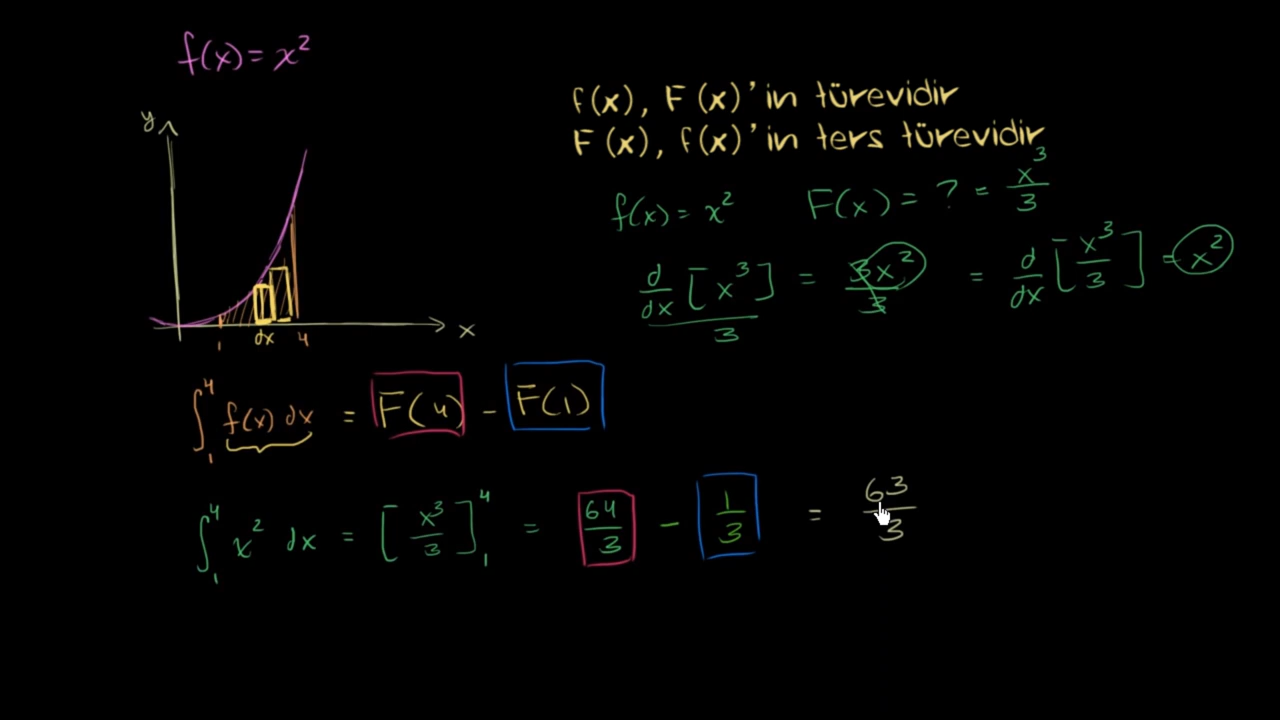 f(x) = x²
f(x), F(x)'in türevidir
F(x), f(x)'in ters türevidir
f(x) = x² F(x) = ? = x³/3
d/dx [x³] / 3 = 3x²/3 = d/dx [x³/3] = x²
y
x
1 dx 4
∫₁⁴ f(x) dx = F(4) - F(1)
∫₁⁴ x² dx = [x³/3]₁⁴ = 64/3 - 1/3 = 63/3